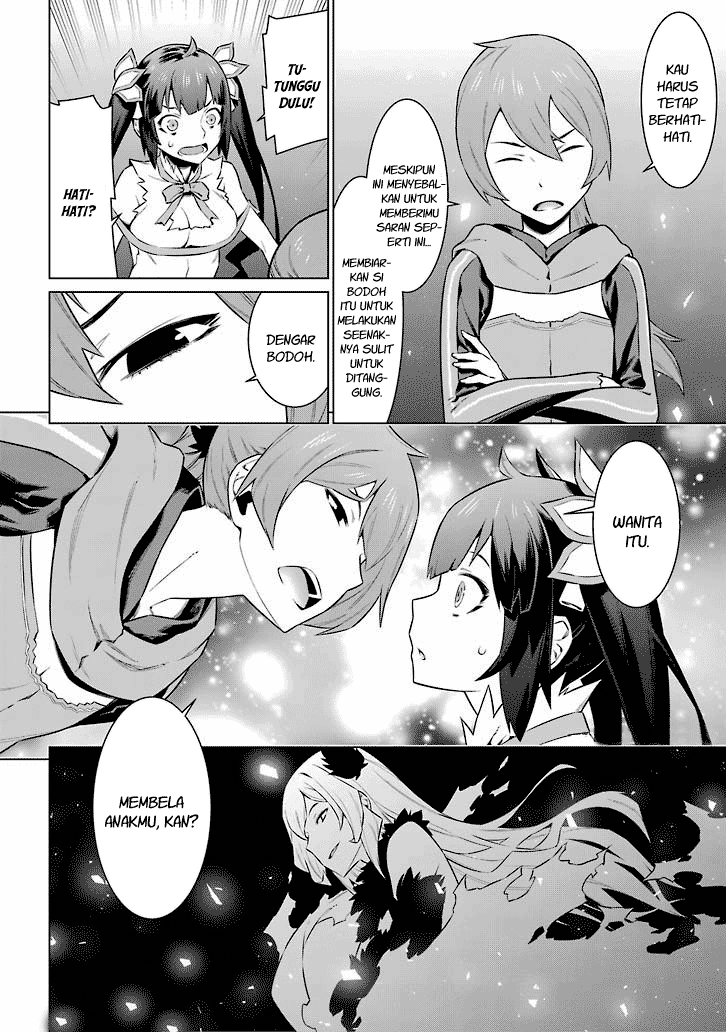 KAU
HARUS
TETAP
BERHATI-
HATI.
MESKIPUN
INI MENYEBAL-
KAN UNTUK
MEMBERIMU
SARAN SEP-
ERTI INI...
MEMBIAR-
KAN SI
BODOH
ITU UNTUK
MELAKUKAN
SEENAK-
NYA SULIT
UNTUK
DITANG-
GUNG.
TU-
TUNGGU
DULU!
HATI-
HATI?
DENGAR
BODOH.
WANITA
ITU.
MEMBELA
ANAKMU, KAN?